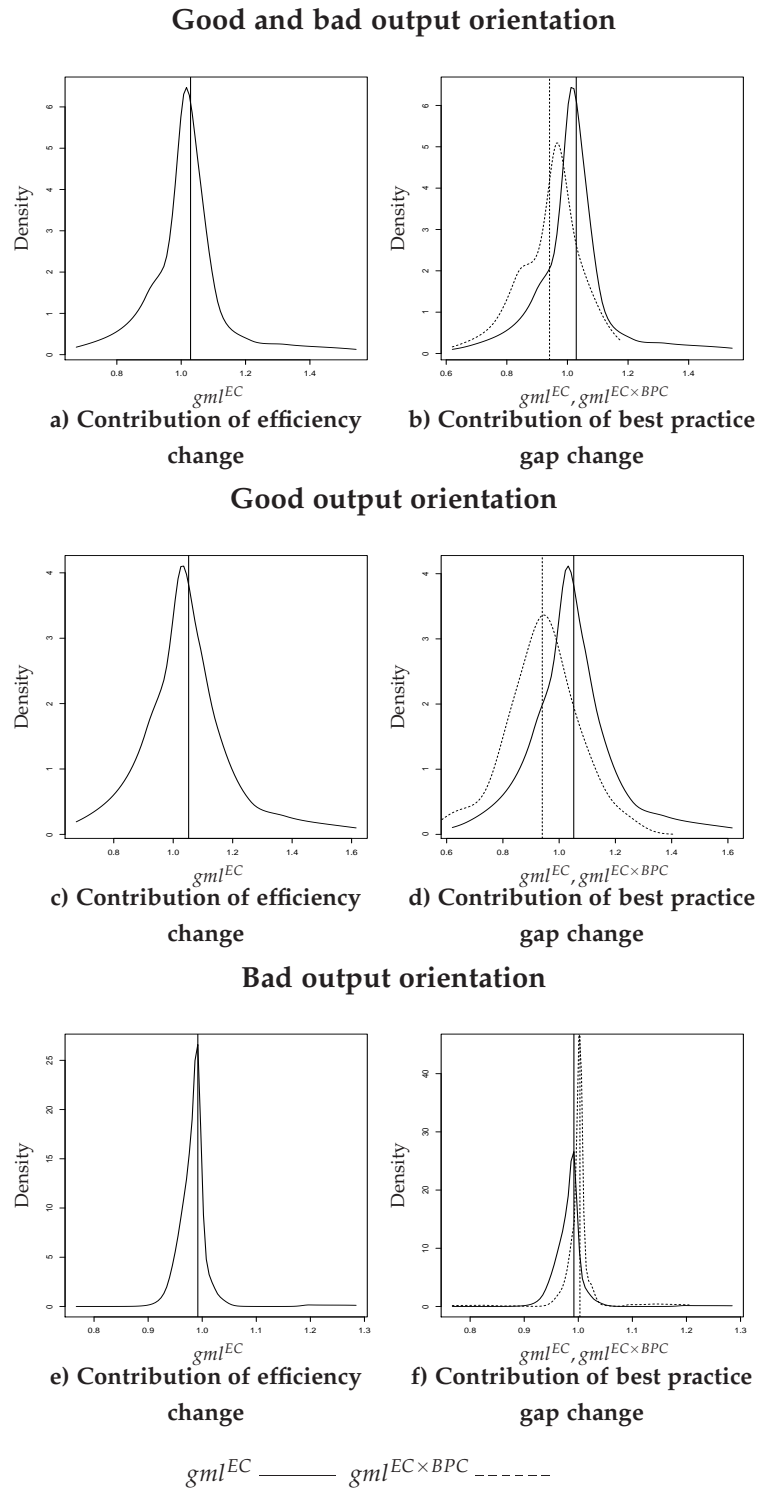 Good and bad output orientation
Density
0 1 2 3 4 5 6
0.8 1.0 1.2 1.4
gml^{EC}
a) Contribution of efficiency
change
Density
0 1 2 3 4 5 6
0.6 0.8 1.0 1.2 1.4
gml^{EC}, gml^{EC×BPC}
b) Contribution of best practice
gap change
Good output orientation
Density
0 1 2 3 4
0.8 1.0 1.2 1.4 1.6
gml^{EC}
c) Contribution of efficiency
change
Density
0 1 2 3 4
0.6 0.8 1.0 1.2 1.4 1.6
gml^{EC}, gml^{EC×BPC}
d) Contribution of best practice
gap change
Bad output orientation
Density
0 5 10 15 20 25
0.8 0.9 1.0 1.1 1.2 1.3
gml^{EC}
e) Contribution of efficiency
change
Density
0 10 20 30 40
0.8 0.9 1.0 1.1 1.2 1.3
gml^{EC}, gml^{EC×BPC}
f) Contribution of best practice
gap change
gml^{EC} gml^{EC×BPC}